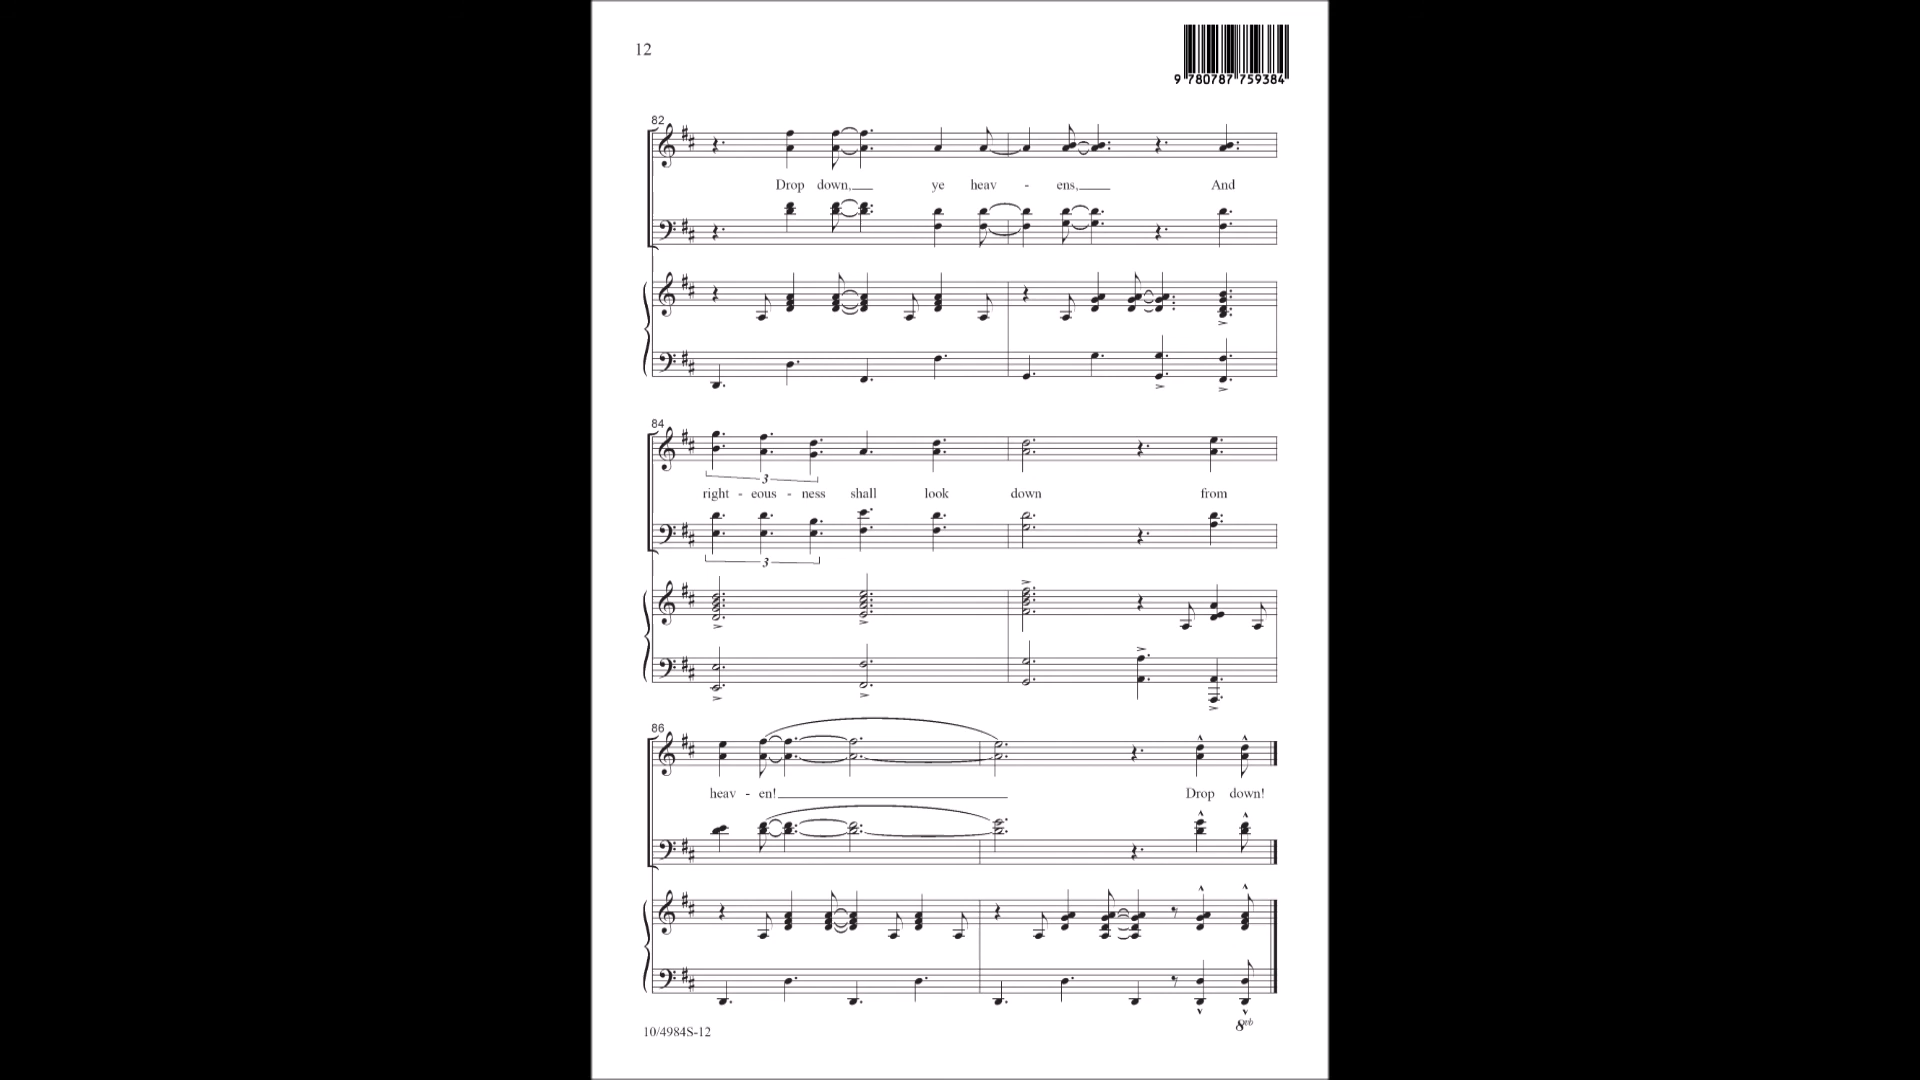 12
9 780787 759384
82
Drop down, ye heav - ens, And
84
3
right - eous - ness shall look down from
3
86
heav - en! Drop down!
8vb
10/4984S-12